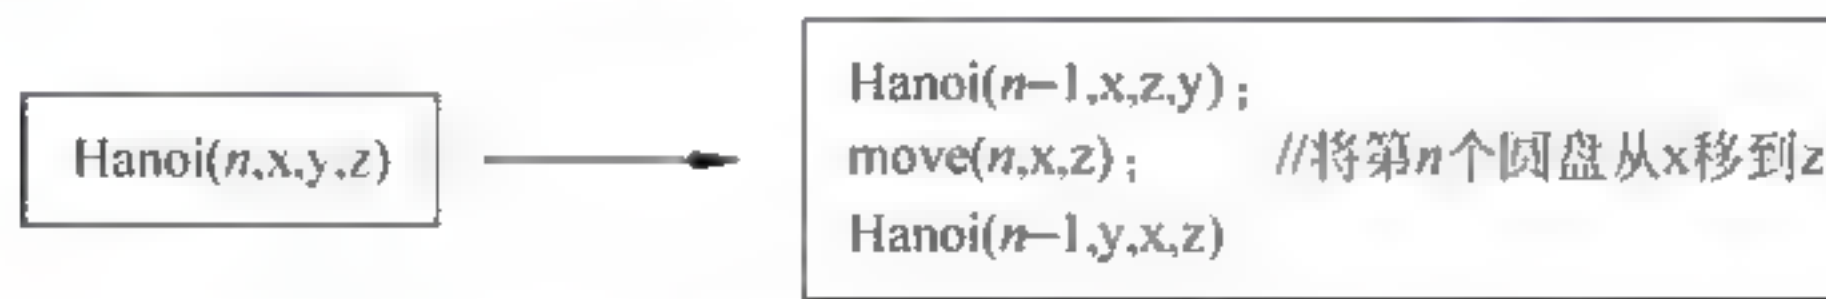 Hanoi(n,x,y,z)
Hanoi(n-1,x,z,y);
move(n,x,z); //将第n个圆盘从x移到z
Hanoi(n-1,y,x,z)